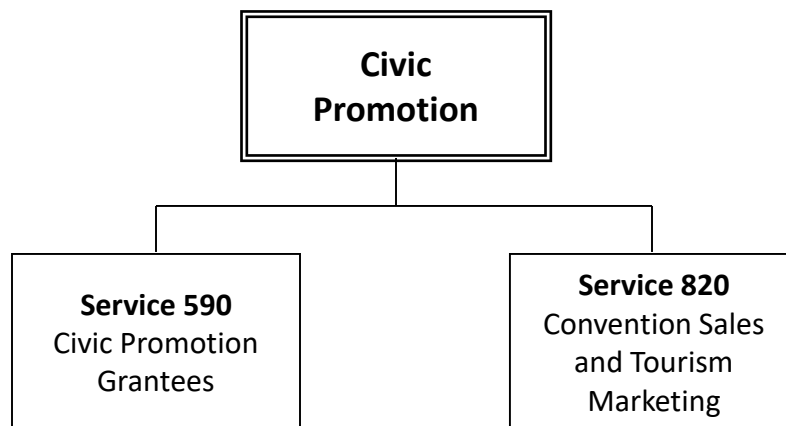 Civic
Promotion
Service 590
Civic Promotion
Grantees
Service 820
Convention Sales
and Tourism
Marketing